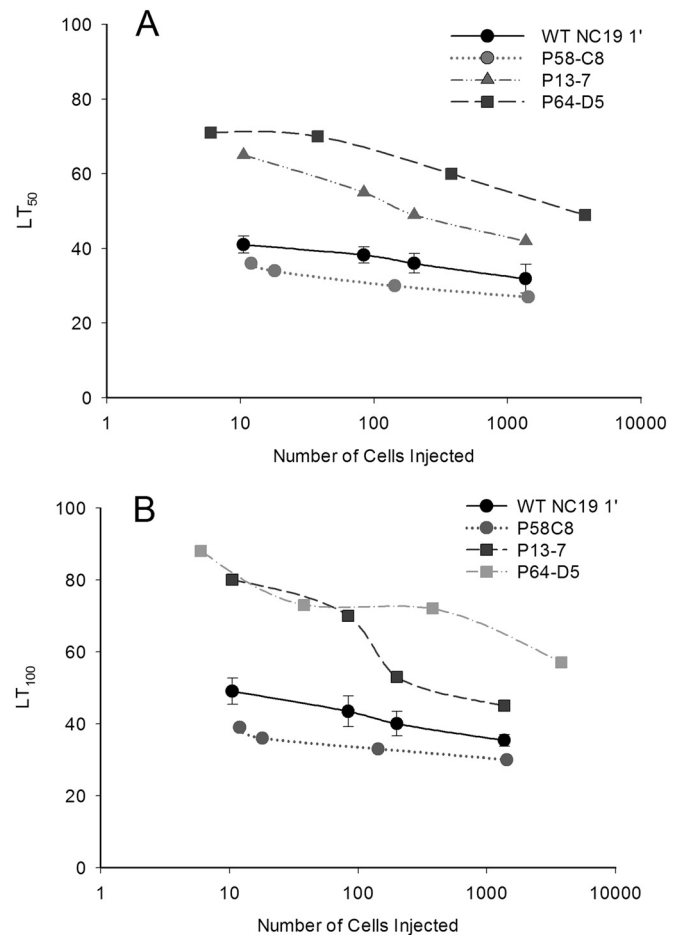 A
WT NC19 1'
P58-C8
P13-7
P64-D5
100
80
60
40
20
0
LT50
1 10 100 1000 10000
Number of Cells Injected
B
WT NC19 1'
P58C8
P13-7
P64-D5
100
80
60
40
20
0
LT100
1 10 100 1000 10000
Number of Cells Injected